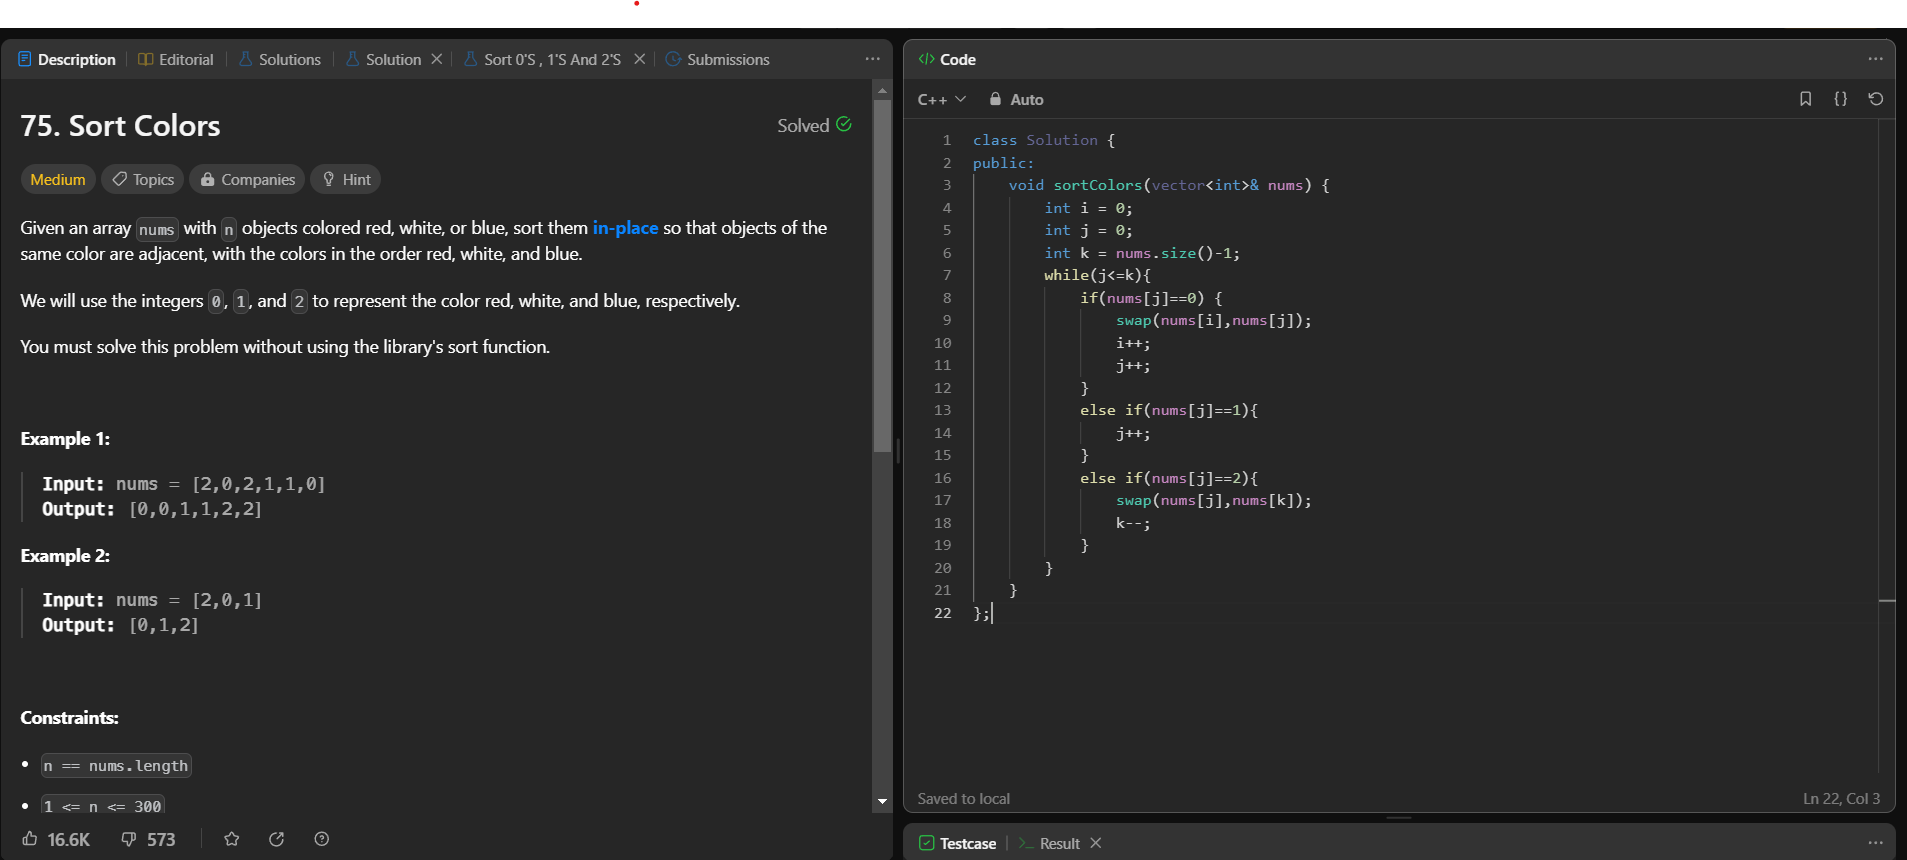 Description
Editorial
Solutions
Solution
Sort 0'S , 1'S And 2'S
Submissions
75. Sort Colors
Solved
Medium
Topics
Companies
Hint
Given an array nums with n objects colored red, white, or blue, sort them in-place so that objects of the
same color are adjacent, with the colors in the order red, white, and blue.
We will use the integers 0, 1, and 2 to represent the color red, white, and blue, respectively.
You must solve this problem without using the library's sort function.
Example 1:
Input: nums = [2,0,2,1,1,0]
Output: [0,0,1,1,2,2]
Example 2:
Input: nums = [2,0,1]
Output: [0,1,2]
Constraints:
• n == nums.length
• 1 <= n <= 300
16.6K
573
</> Code
C++
Auto
{}
1 class Solution {
2 public:
3     void sortColors(vector<int>& nums) {
4         int i = 0;
5         int j = 0;
6         int k = nums.size()-1;
7         while(j<=k){
8             if(nums[j]==0) {
9                 swap(nums[i],nums[j]);
10                 i++;
11                 j++;
12             }
13             else if(nums[j]==1){
14                 j++;
15             }
16             else if(nums[j]==2){
17                 swap(nums[j],nums[k]);
18                 k--;
19             }
20         }
21     }
22 };
Saved to local
Ln 22, Col 3
Testcase
>_ Result